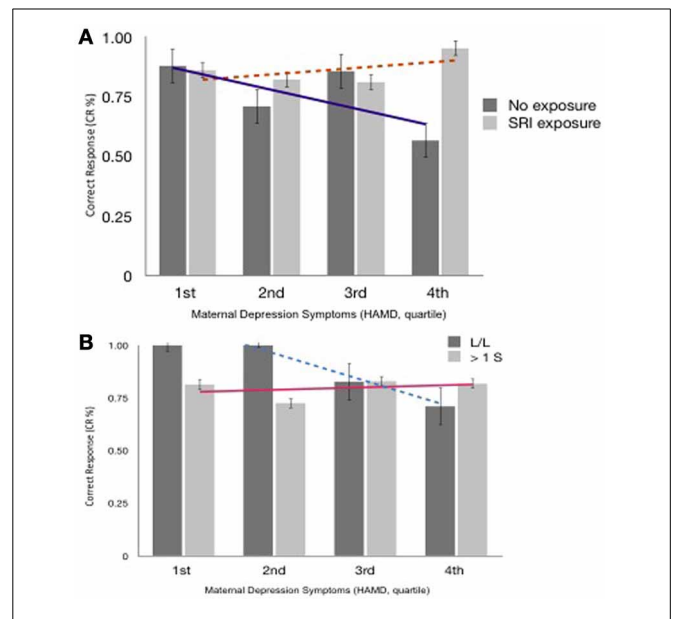 A
1.00
0.75
0.50
0.25
0
Correct Response (CR %)
No exposure
SRI exposure
1st 2nd 3rd 4th
Maternal Depression Symptoms (HAMD, quartile)
B
1.00
0.75
0.50
0.25
0
Correct Response (CR %)
L/L
> 1 S
1st 2nd 3rd 4th
Maternal Depression Symptoms (HAMD, quartile)